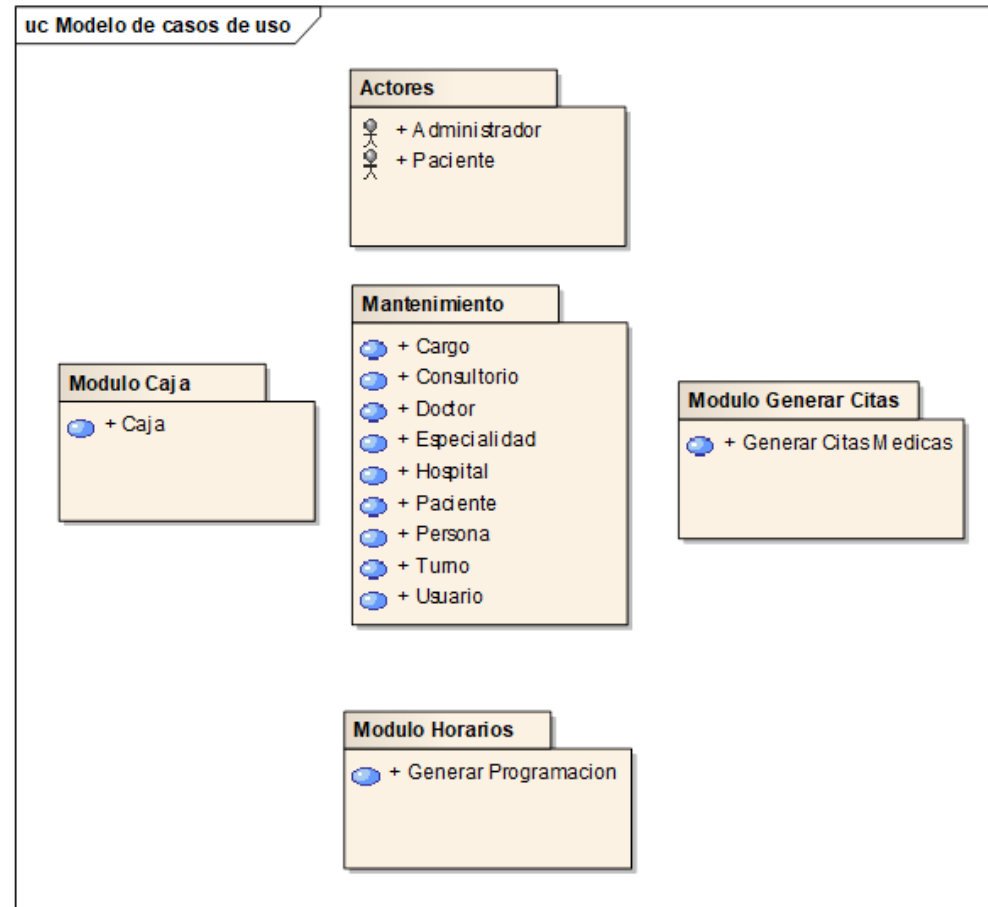 uc Modelo de casos de uso
Actores
+ Administrador
+ Paciente
Mantenimiento
+ Cargo
+ Consultorio
+ Doctor
+ Especialidad
+ Hospital
+ Paciente
+ Persona
+ Turno
+ Usuario
Modulo Caja
+ Caja
Modulo Generar Citas
+ Generar Citas Medicas
Modulo Horarios
+ Generar Programacion